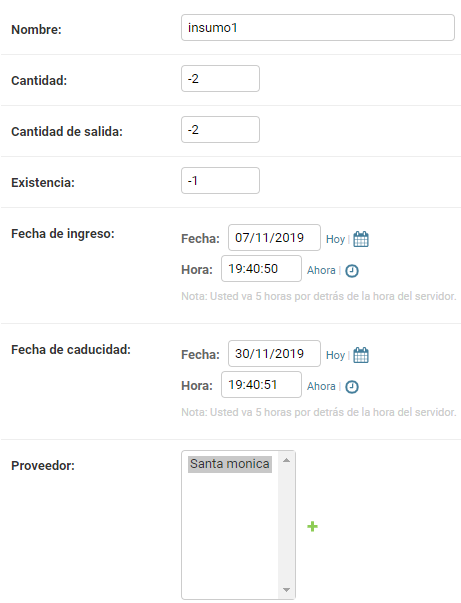 Nombre: insumo1
Cantidad: -2
Cantidad de salida: -2
Existencia: -1
Fecha de ingreso: Fecha: 07/11/2019 Hoy |
Hora: 19:40:50 Ahora |
Nota: Usted va 5 horas por detrás de la hora del servidor.
Fecha de caducidad: Fecha: 30/11/2019 Hoy |
Hora: 19:40:51 Ahora |
Nota: Usted va 5 horas por detrás de la hora del servidor.
Proveedor: Santa monica